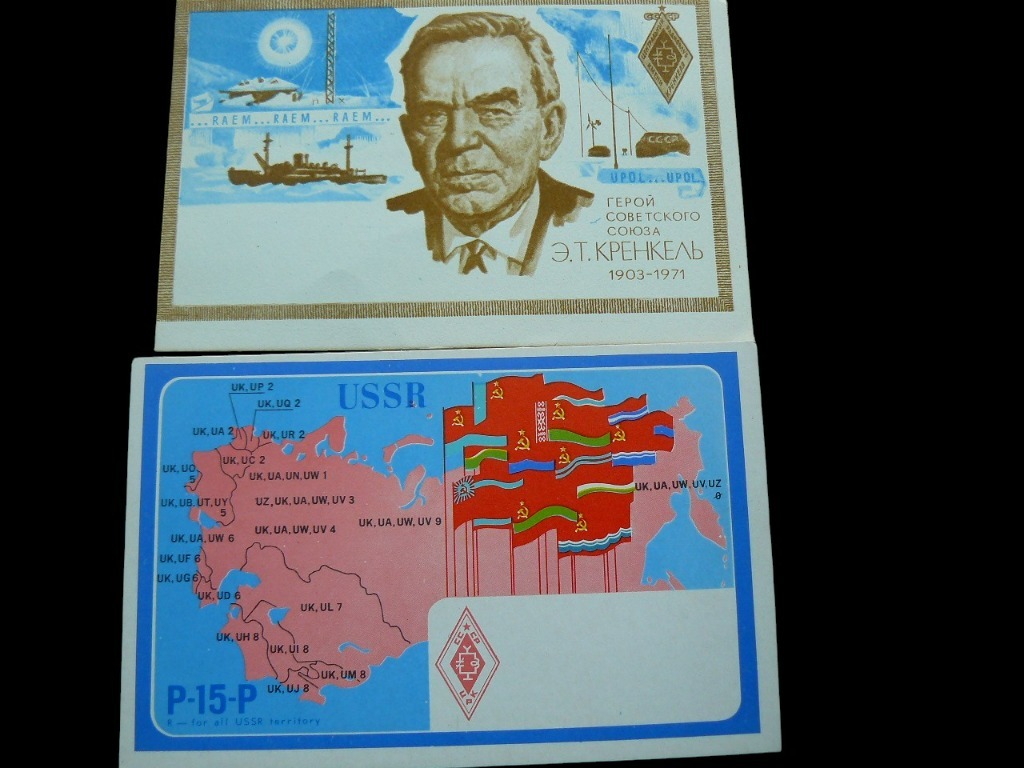 СССР
...RAEM...RAEM...RAEM...
СССР
UPOL...UPOL
ГЕРОЙ
СОВЕТСКОГО
СОЮЗА
Э.Т. КРЕНКЕЛЬ
1903-1971
USSR
UK, UP 2
UK, UQ 2
UK, UA 2
UK, UR 2
UK, UC 2
UK, UO
5
UK, UA, UN, UW 1
UK, UB, UT, UY
5
UZ, UK, UA, UW, UV 3
UK, UA, UW, UV, UZ
0
UK, UA, UW, UV 9
UK, UA, UW, UV 4
UK, UA, UW 6
UK, UF 6
UK, UG 6
UK, UD 6
UK, UL 7
UK, UH 8
UK, UI 8
UK, UM 8
UK, UJ 8
СССР
ЦРК
P-15-P
R — for all USSR territory